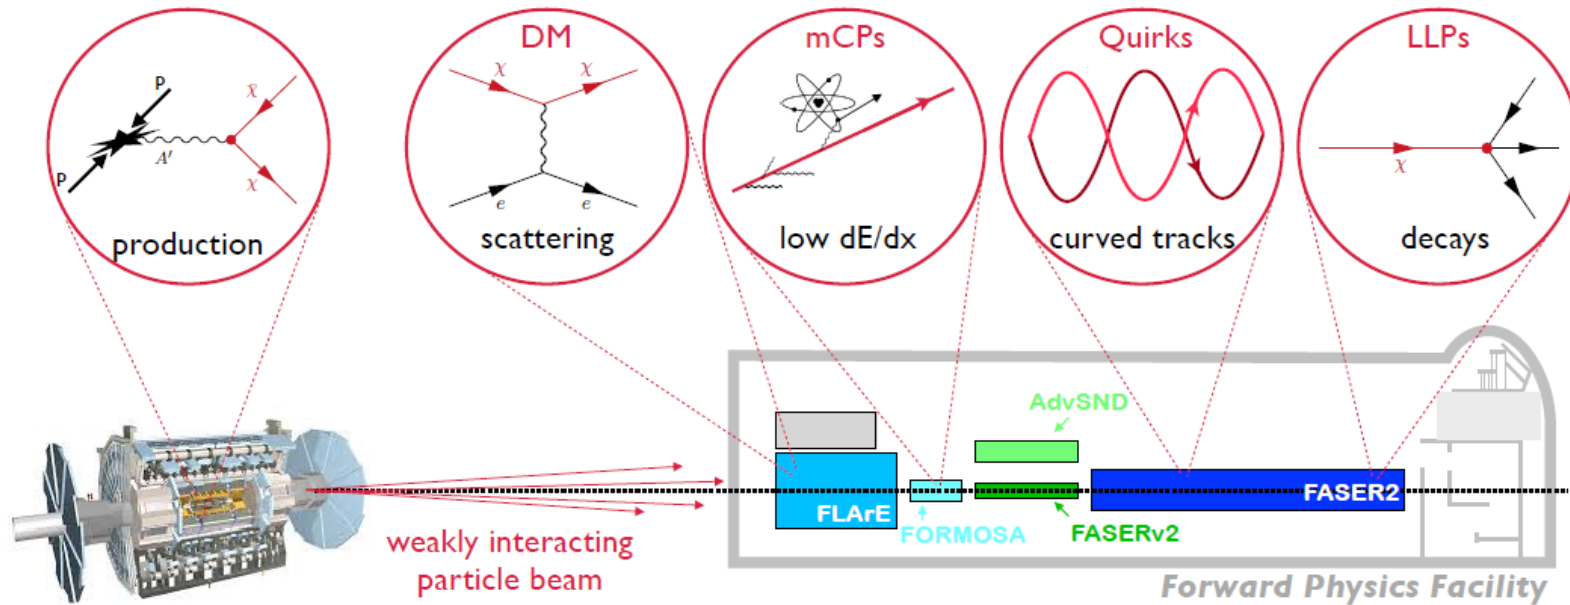 DM
mCPs
Quirks
LLPs
p
p
A′
χ̄
χ
χ
χ
e
e
χ
production
scattering
low dE/dx
curved tracks
decays
AdvSND
FLArE
FORMOSA
FASERv2
FASER2
weakly interacting
particle beam
Forward Physics Facility